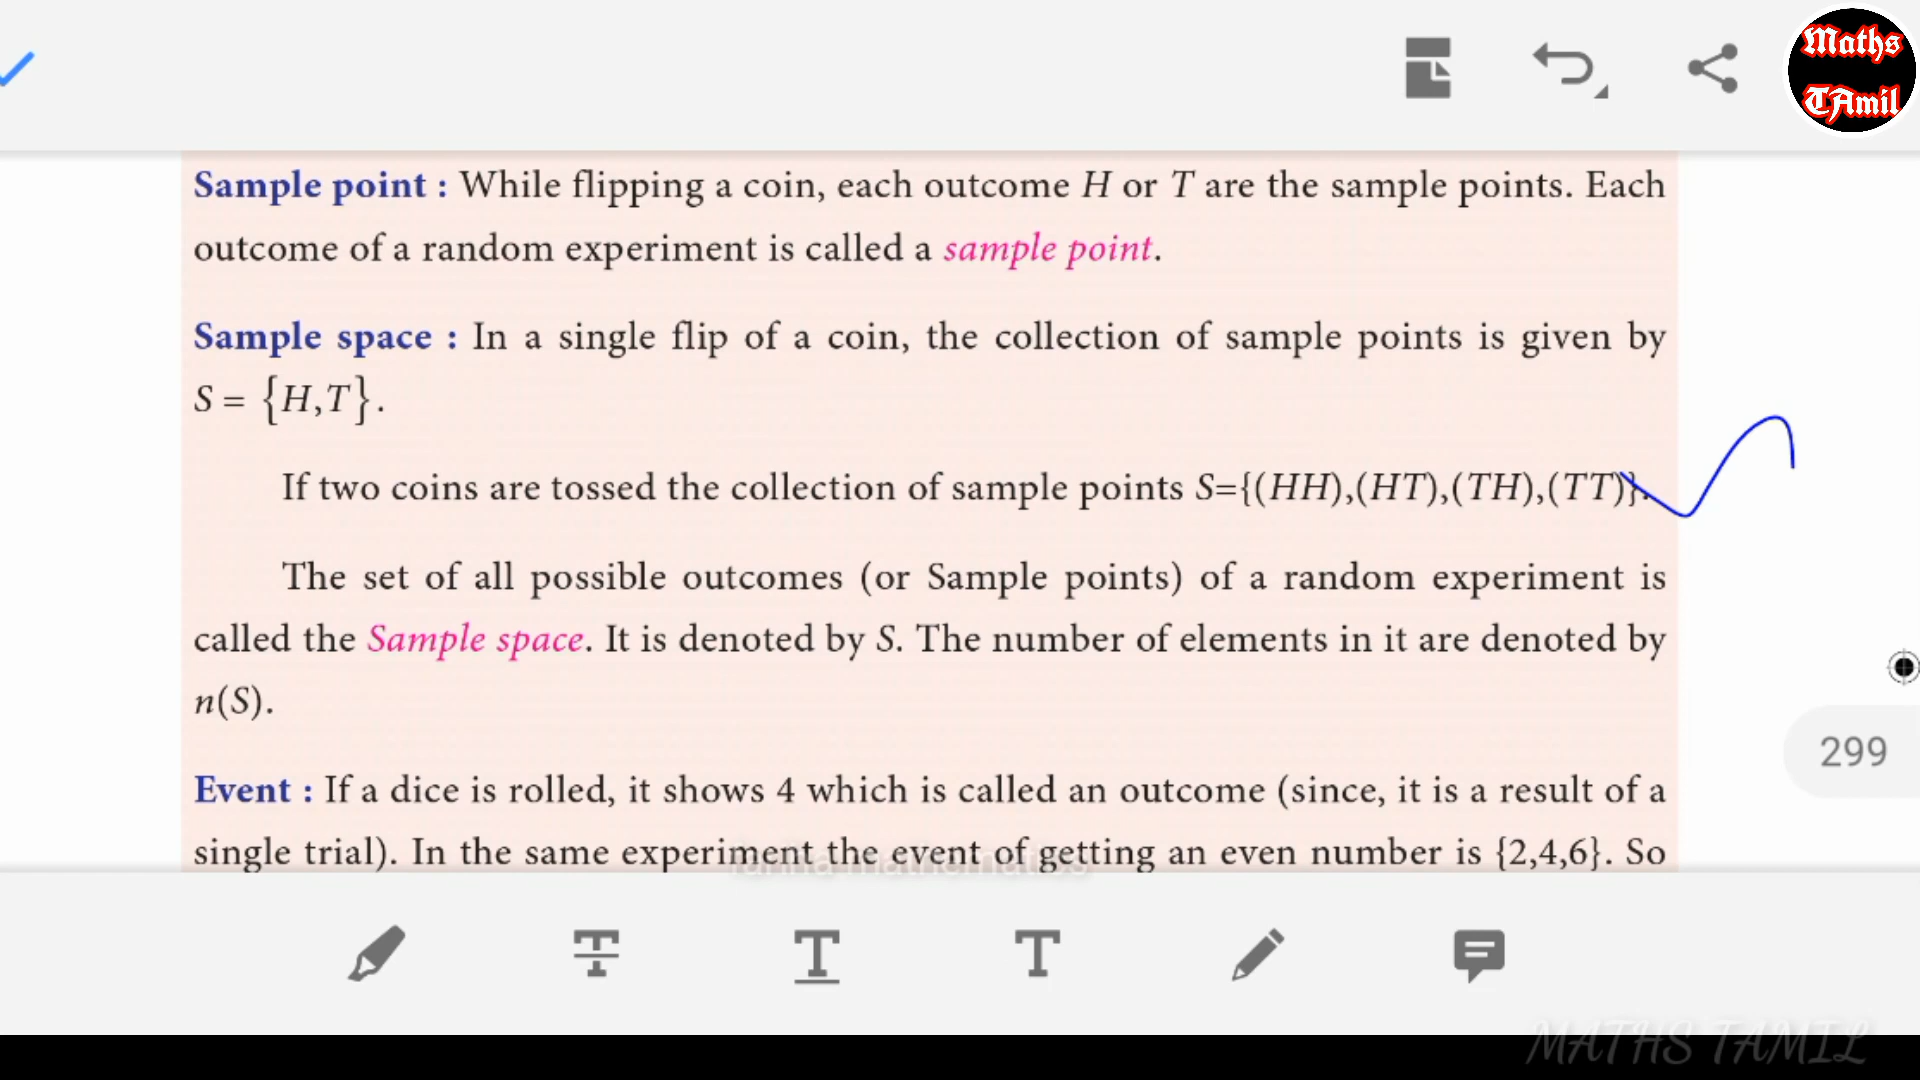 Maths
TAmil
Sample point : While flipping a coin, each outcome H or T are the sample points. Each
outcome of a random experiment is called a sample point.
Sample space : In a single flip of a coin, the collection of sample points is given by
S = {H,T}.
If two coins are tossed the collection of sample points S={(HH),(HT),(TH),(TT)}.
The set of all possible outcomes (or Sample points) of a random experiment is
called the Sample space. It is denoted by S. The number of elements in it are denoted by
n(S).
299
Event : If a dice is rolled, it shows 4 which is called an outcome (since, it is a result of a
single trial). In the same experiment the event of getting an even number is {2,4,6}. So
mathematics
T T T
MATHS TAMIL